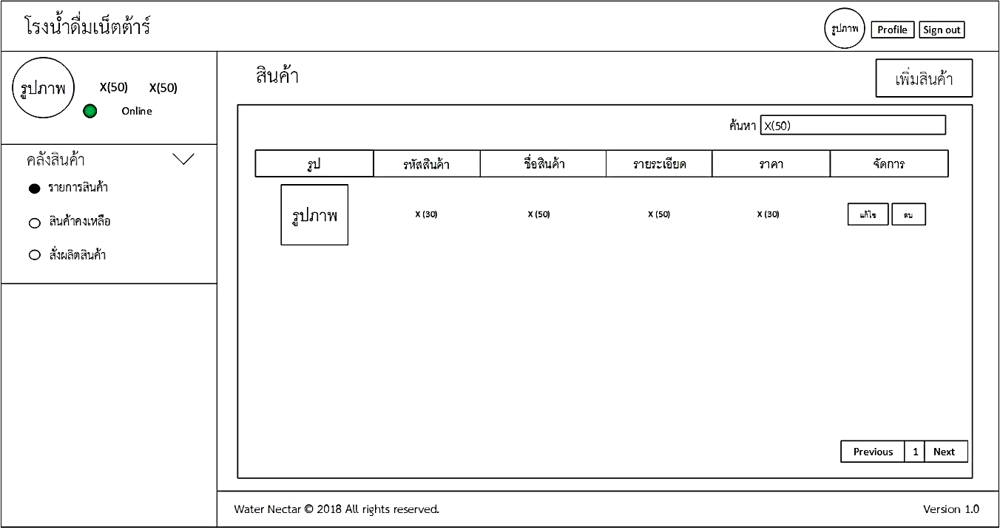 โรงน้ำดื่มเน็ตต้าร์
รูปภาพ Profile Sign out
รูปภาพ X(50) X(50)
Online
คลังสินค้า
รายการสินค้า
สินค้าคงเหลือ
สั่งผลิตสินค้า
สินค้า
เพิ่มสินค้า
ค้นหา X(50)
รูป รหัสสินค้า ชื่อสินค้า รายระเอียด ราคา จัดการ
รูปภาพ X (30) X (50) X (50) X (30) แก้ไข ลบ
Previous 1 Next
Water Nectar © 2018 All rights reserved. Version 1.0